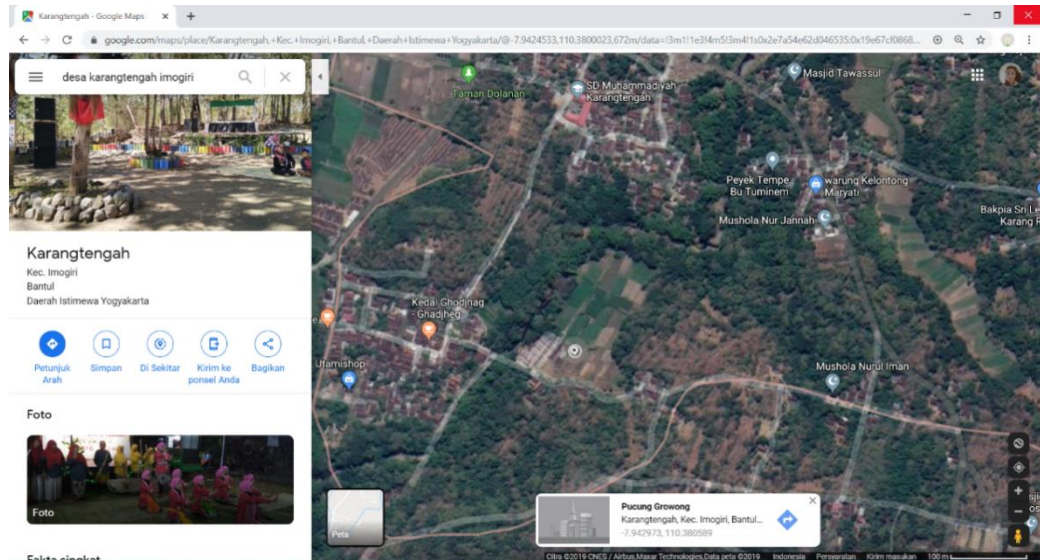 Karangtengah - Google Maps
google.com/maps/place/Karangtengah,+Kec.+Imogiri,+Bantul,+Daerah+Istimewa+Yogyakarta/@-7.9424533,110.3800023,672m/data=!3m1!1e3!4m5!3m4!1s0x2e7a54e62d046535:0x19e67cf0868...
desa karangtengah imogiri
Karangtengah
Kec. Imogiri
Bantul
Daerah Istimewa Yogyakarta
Petunjuk Arah
Simpan
Di Sekitar
Kirim ke ponsel Anda
Bagikan
Foto
Foto
Fakta singkat
Taman Dolanan
SD Muhammadiyah
Karangtengah
Masjid Tawassul
Peyek Tempe
Bu Tuminem
warung Kelontong
Maryati
Mushola Nur Jannah
Bakpia Sri Le
Karang R
Kedai Ghodjnag
- Ghadjheg
Utamishop
Mushola Nurul Iman
Peta
Pucung Growong
Karangtengah, Kec. Imogiri, Bantul...
-7.942973, 110.380589
Citra ©2019 CNES / Airbus,Maxar Technologies,Data peta ©2019
Indonesia
Persyaratan
Kirim masukan
100 m